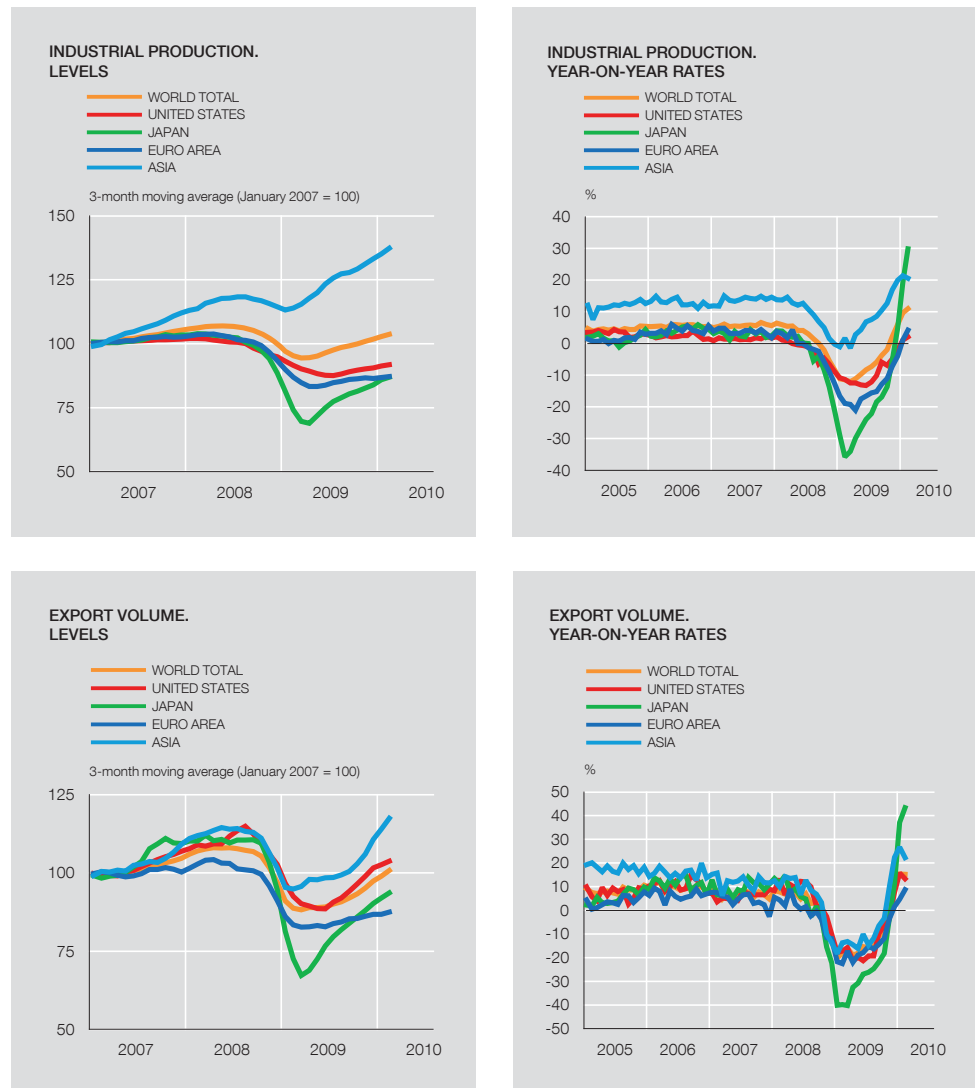 INDUSTRIAL PRODUCTION.
LEVELS
WORLD TOTAL
UNITED STATES
JAPAN
EURO AREA
ASIA
3-month moving average (January 2007 = 100)
150
125
100
75
50
2007 2008 2009 2010
INDUSTRIAL PRODUCTION.
YEAR-ON-YEAR RATES
WORLD TOTAL
UNITED STATES
JAPAN
EURO AREA
ASIA
%
40
30
20
10
0
-10
-20
-30
-40
2005 2006 2007 2008 2009 2010
EXPORT VOLUME.
LEVELS
WORLD TOTAL
UNITED STATES
JAPAN
EURO AREA
ASIA
3-month moving average (January 2007 = 100)
125
100
75
50
2007 2008 2009 2010
EXPORT VOLUME.
YEAR-ON-YEAR RATES
WORLD TOTAL
UNITED STATES
JAPAN
EURO AREA
ASIA
%
50
40
30
20
10
0
-10
-20
-30
-40
-50
2005 2006 2007 2008 2009 2010